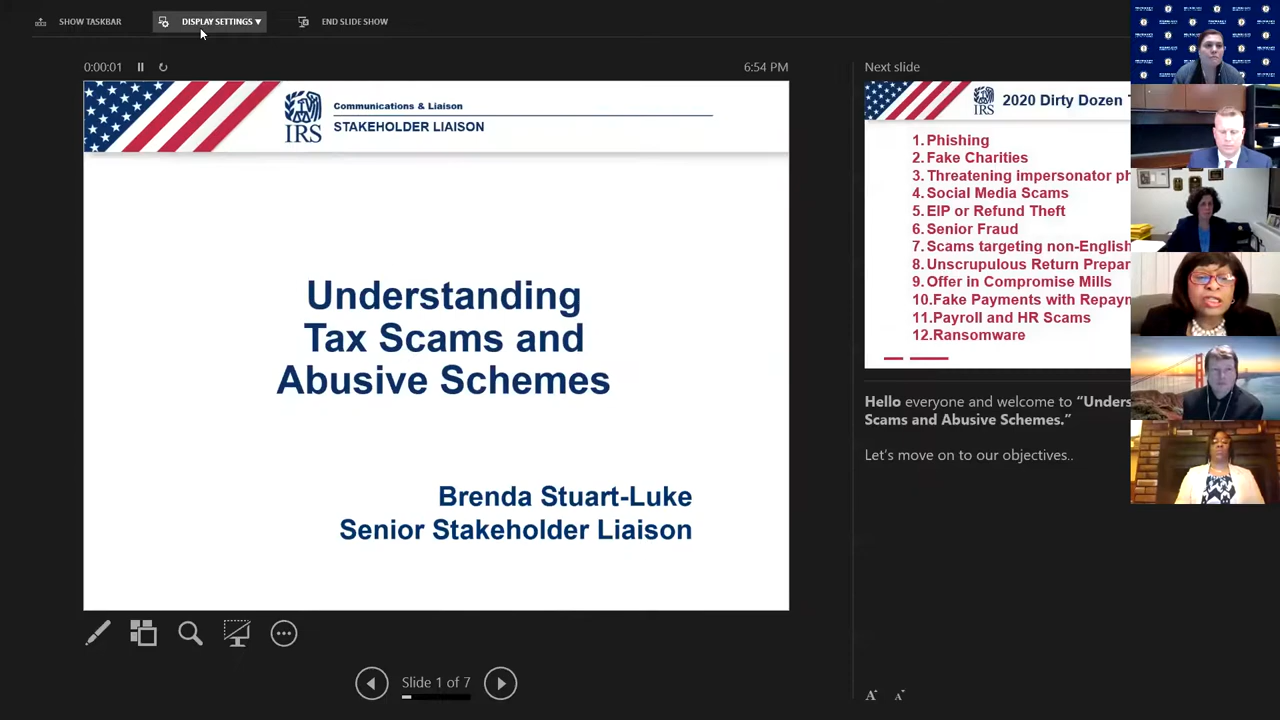 SHOW TASKBAR
DISPLAY SETTINGS ▼
END SLIDE SHOW
0:00:01
6:54 PM
IRS
Communications & Liaison
STAKEHOLDER LIAISON
Understanding
Tax Scams and
Abusive Schemes
Brenda Stuart-Luke
Senior Stakeholder Liaison
Slide 1 of 7
Next slide
IRS
2020 Dirty Dozen
1. Phishing
2. Fake Charities
3. Threatening impersonator
4. Social Media Scams
5. EIP or Refund Theft
6. Senior Fraud
7. Scams targeting non-English
8. Unscrupulous Return
9. Offer in Compromise Mills
10. Fake Payments with
11. Payroll and HR Scams
12. Ransomware
Hello everyone and welcome to
Scams and Abusive Schemes.”
Let's move on to our objectives..